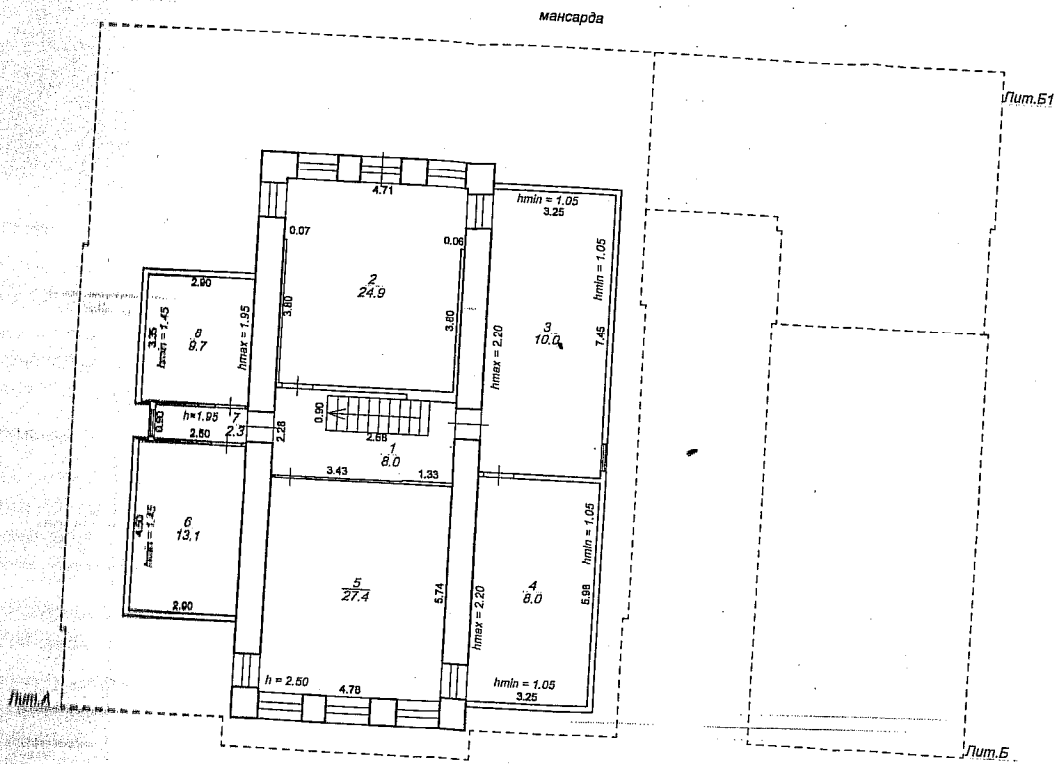 мансарда
Лит.Б1
4.71
hmin = 1.05
3.25
0.07
0.06
hmin = 1.05
2.90
2
24.9
3.80
3.80
3.35
hmin = 1.45
8
9.7
hmax = 1.95
hmax = 2.20
3
10.0
7.45
0.90
h=1.95
7
2.3
2.50
2.28
0.90
2.68
1
8.0
3.43
1.33
6
13.1
4.50
hmin = 1.45
2.90
5
27.4
5.74
hmax = 2.20
4
8.0
hmin = 1.05
5.98
h = 2.50
4.78
hmin = 1.05
3.25
Лит.А
Лит.Б